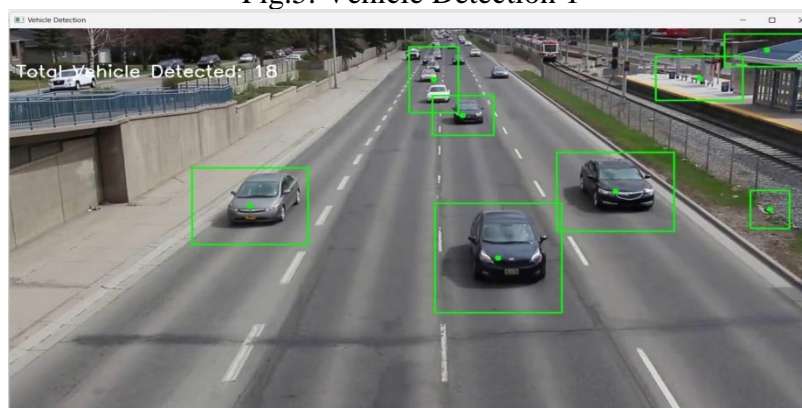 Fig.5. Vehicle Detection 1
Vehicle Detection
Total Vehicle Detected: 18